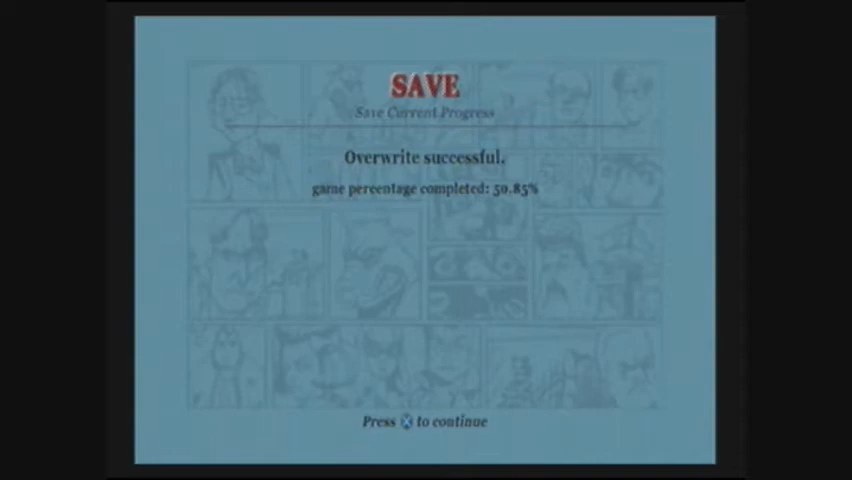 SAVE
Save Current Progress
Overwrite successful.
game percentage completed: 50.85%
Press X to continue